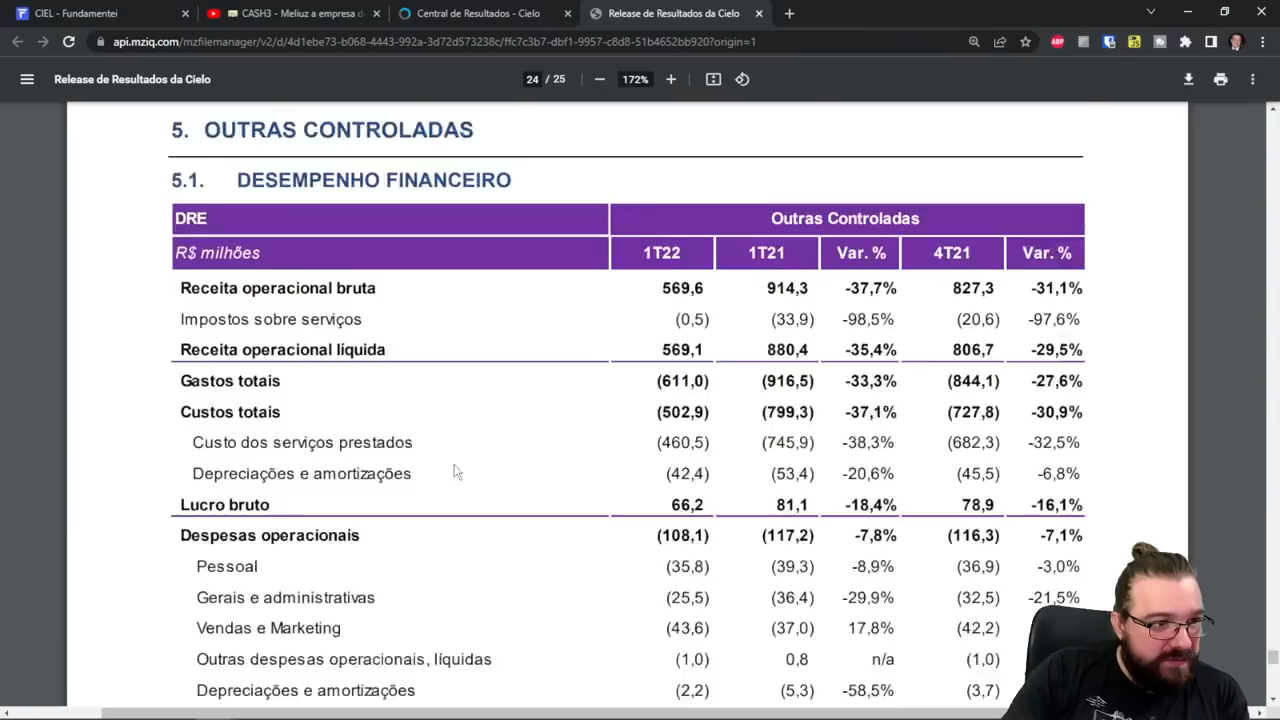 CIEL - Fundamentei
CASH3 - Meliuz a empresa d
Central de Resultados - Cielo
Release de Resultados da Cielo
api.mziq.com/mzfilemanager/v2/d/4d1ebe73-b068-4443-992a-3d72d573238c/ffc7c3b7-dbf1-9957-c8d8-51b4652bb920?origin=1
ABP
Release de Resultados da Cielo
24 / 25
172%
5. OUTRAS CONTROLADAS
5.1. DESEMPENHO FINANCEIRO
DRE Outras Controladas
R$ milhões 1T22 1T21 Var. % 4T21 Var. %
Receita operacional bruta 569,6 914,3 -37,7% 827,3 -31,1%
Impostos sobre serviços (0,5) (33,9) -98,5% (20,6) -97,6%
Receita operacional líquida 569,1 880,4 -35,4% 806,7 -29,5%
Gastos totais (611,0) (916,5) -33,3% (844,1) -27,6%
Custos totais (502,9) (799,3) -37,1% (727,8) -30,9%
Custo dos serviços prestados (460,5) (745,9) -38,3% (682,3) -32,5%
Depreciações e amortizações (42,4) (53,4) -20,6% (45,5) -6,8%
Lucro bruto 66,2 81,1 -18,4% 78,9 -16,1%
Despesas operacionais (108,1) (117,2) -7,8% (116,3) -7,1%
Pessoal (35,8) (39,3) -8,9% (36,9) -3,0%
Gerais e administrativas (25,5) (36,4) -29,9% (32,5) -21,5%
Vendas e Marketing (43,6) (37,0) 17,8% (42,2)
Outras despesas operacionais, líquidas (1,0) 0,8 n/a (1,0)
Depreciações e amortizações (2,2) (5,3) -58,5% (3,7)